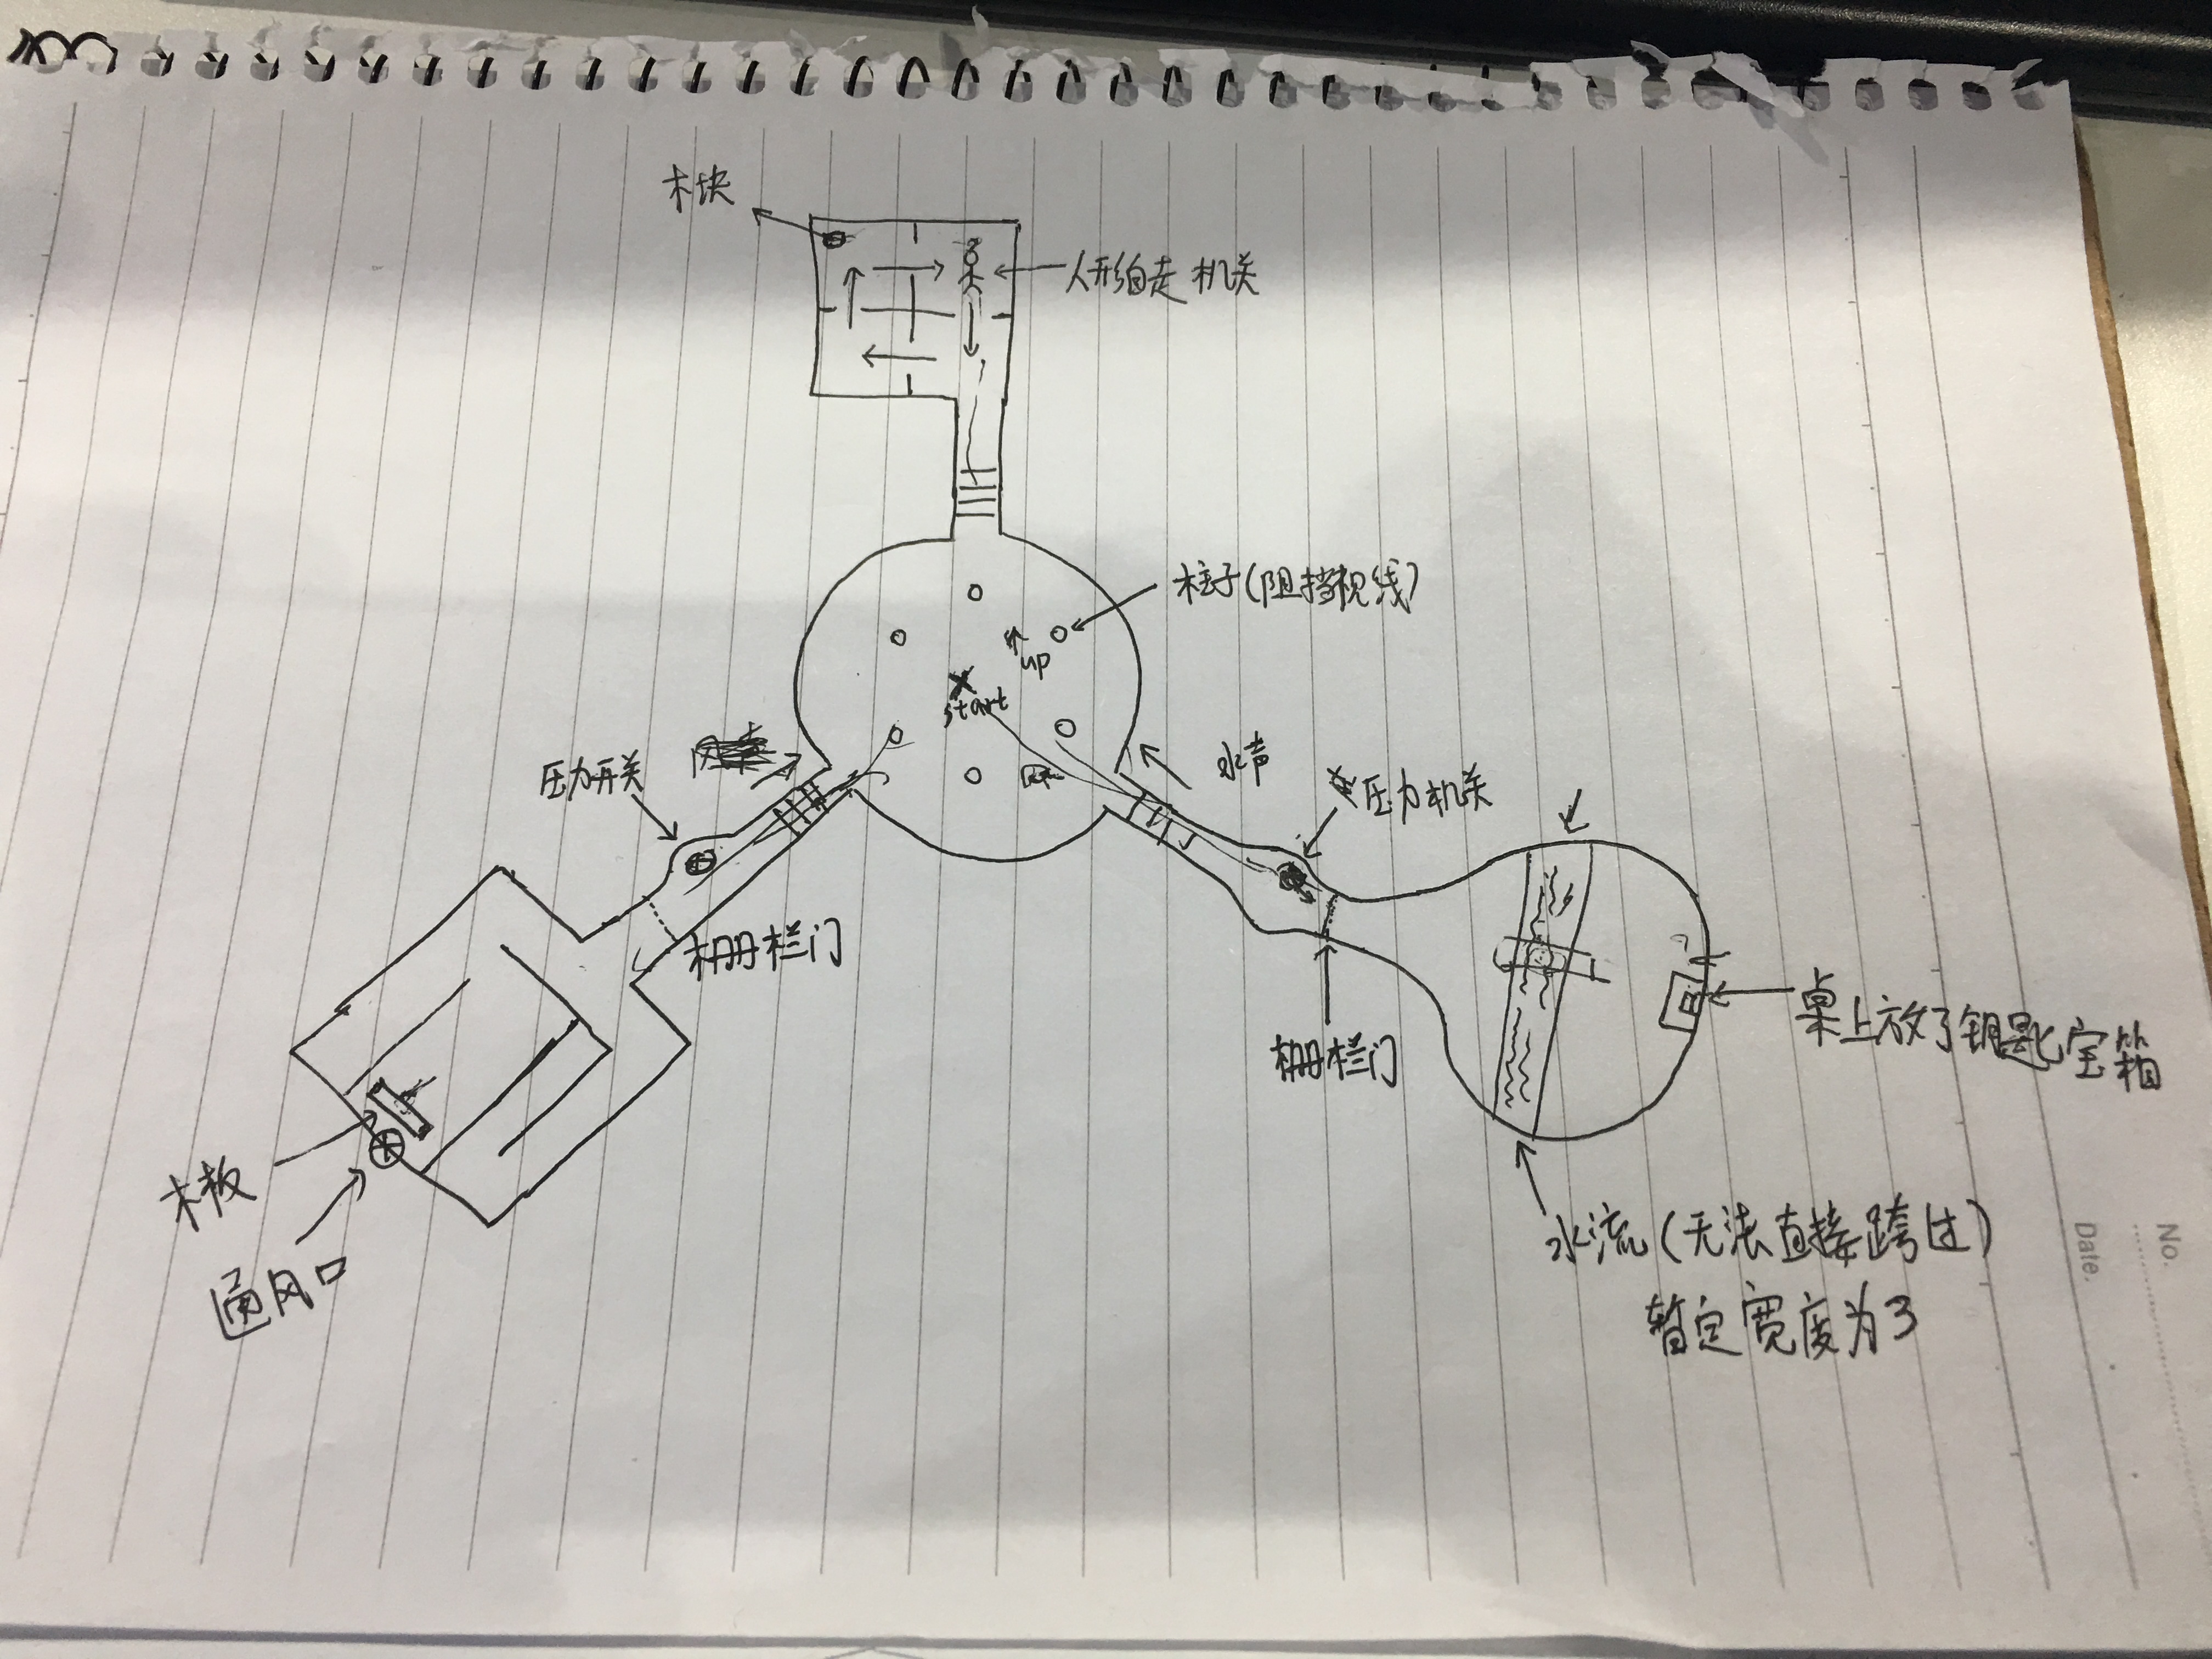 木块
人形自走机关
柱子(阻挡视线)
up
start
压力开关
水声
压力机关
栅栏门
栅栏门
桌上放了钥匙宝箱
木板
通风口
水流(无法直接跨过)
暂定宽度为3
No.
Date.